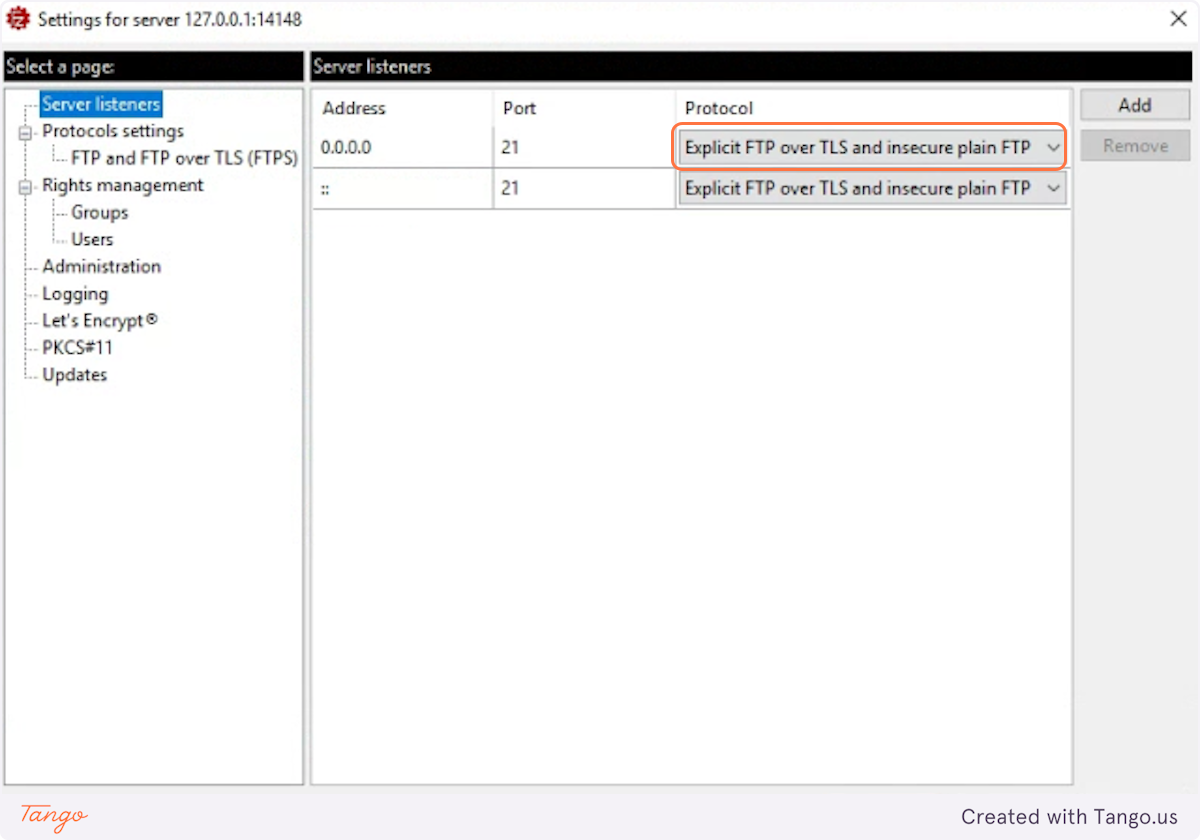 Settings for server 127.0.0.1:14148
Select a page:
Server listeners
Protocols settings
FTP and FTP over TLS (FTPS)
Rights management
Groups
Users
Administration
Logging
Let's Encrypt®
PKCS#11
Updates
Server listeners
Address Port Protocol
0.0.0.0 21 Explicit FTP over TLS and insecure plain FTP
:: 21 Explicit FTP over TLS and insecure plain FTP
Add
Remove
Tango
Created with Tango.us